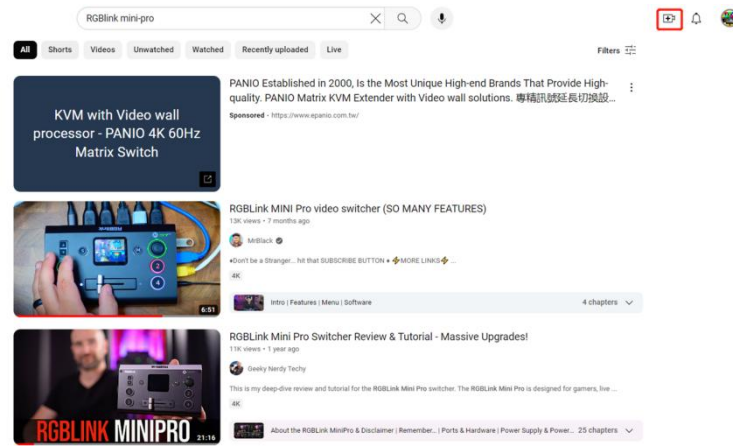 RGBlink mini-pro
All Shorts Videos Unwatched Watched Recently uploaded Live
Filters
KVM with Video wall
processor - PANIO 4K 60Hz
Matrix Switch
PANIO Established in 2000, Is the Most Unique High-end Brands That Provide High-
quality. PANIO Matrix KVM Extender with Video wall solutions. 專精訊號延長切換設...
Sponsored · https://www.epanio.com.tw/
6:51
RGBLink MINI Pro video switcher (SO MANY FEATURES)
13K views • 7 months ago
MrBlack
♦Don't be a Stranger... hit that SUBSCRIBE BUTTON ♦ ⚡MORE LINKS⚡ ...
4K
Intro | Features | Menu | Software
4 chapters
RGBLINK MINIPRO
21:16
RGBLink Mini Pro Switcher Review & Tutorial - Massive Upgrades!
11K views • 1 year ago
Geeky Nerdy Techy
This is my deep-dive review and tutorial for the RGBLink Mini Pro switcher. The RGBLink Mini Pro is designed for gamers, live ...
4K
About the RGBLink MiniPro & Disclaimer | Remember... | Ports & Hardware | Power Supply & Power...
25 chapters